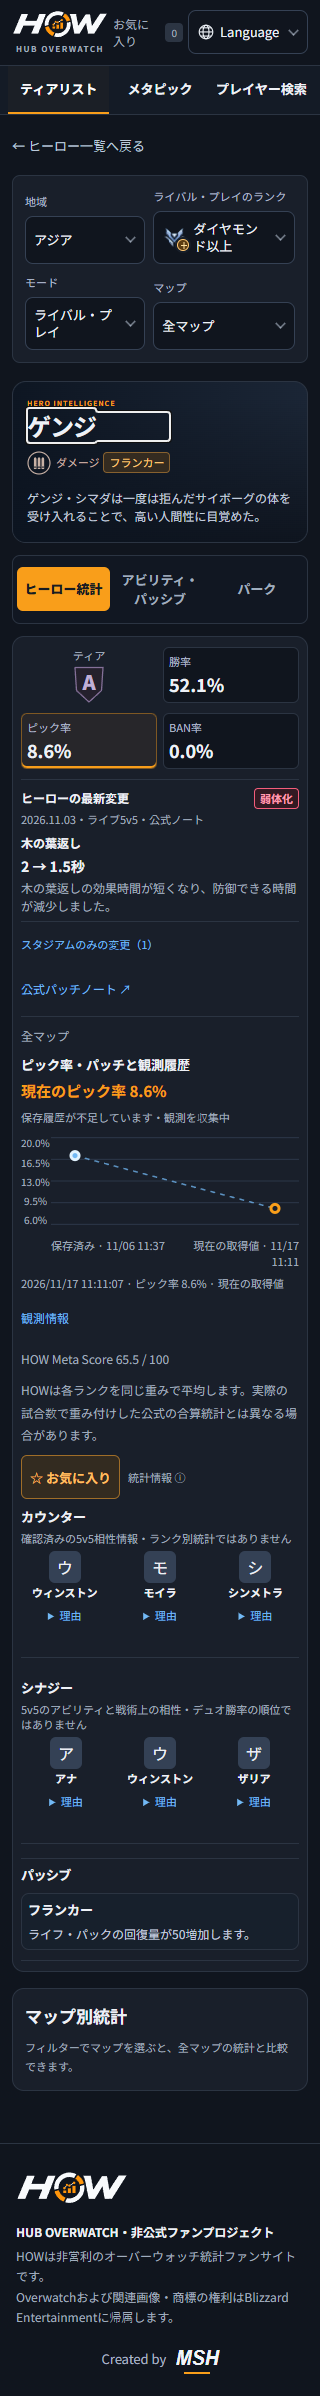 HOW
HUB OVERWATCH
お気に
入り
0
Language
ティアリスト
メタピック
プレイヤー検索
← ヒーロー一覧へ戻る
地域
ライバル・プレイのランク
アジア
ダイヤモン
ド以上
モード
マップ
ライバル・プ
レイ
全マップ
HERO INTELLIGENCE
ゲンジ
ダメージ
フランカー
ゲンジ・シマダは一度は拒んだサイボーグの体を
受け入れることで、高い人間性に目覚めた。
ヒーロー統計
アビリティ・
パッシブ
パーク
ティア
A
勝率
52.1%
ピック率
8.6%
BAN率
0.0%
ヒーローの最新変更
弱体化
2026.11.03・ライブ5v5・公式ノート
木の葉返し
2 → 1.5秒
木の葉返しの効果時間が短くなり、防御できる時間
が減少しました。
スタジアムのみの変更（1）
公式パッチノート ↗
全マップ
ピック率・パッチと観測履歴
現在のピック率 8.6%
保存履歴が不足しています・観測を収集中
20.0%
16.5%
13.0%
9.5%
6.0%
保存済み · 11/06 11:37
現在の取得値 · 11/17
11:11
2026/11/17 11:11:07 · ピック率 8.6% · 現在の取得値
観測情報
HOW Meta Score 65.5 / 100
HOWは各ランクを同じ重みで平均します。実際の
試合数で重み付けした公式の合算統計とは異なる場
合があります。
☆ お気に入り
統計情報 ⓘ
カウンター
確認済みの5v5相性情報・ランク別統計ではありません
ウ
モ
シ
ウィンストン
モイラ
シンメトラ
▶ 理由
▶ 理由
▶ 理由
シナジー
5v5のアビリティと戦術上の相性・デュオ勝率の順位で
はありません
ア
ウ
ザ
アナ
ウィンストン
ザリア
▶ 理由
▶ 理由
▶ 理由
パッシブ
フランカー
ライフ・パックの回復量が50増加します。
マップ別統計
フィルターでマップを選ぶと、全マップの統計と比較
できます。
HOW
HUB OVERWATCH・非公式ファンプロジェクト
HOWは非営利のオーバーウォッチ統計ファンサイト
です。
Overwatchおよび関連画像・商標の権利はBlizzard
Entertainmentに帰属します。
Created by MSH